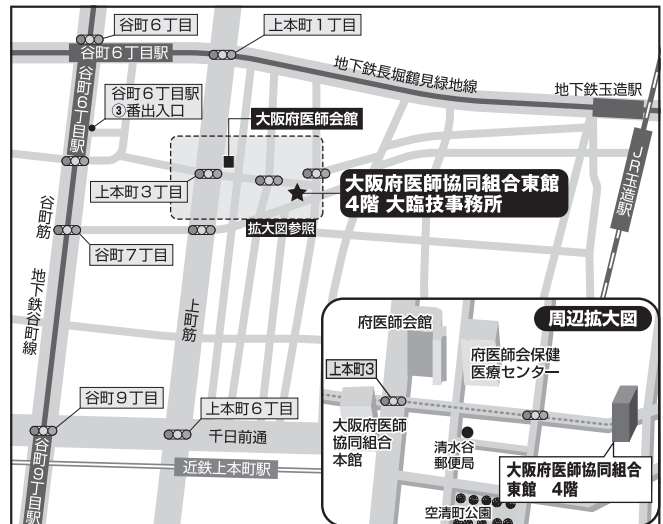 谷町6丁目
上本町1丁目
谷町6丁目駅
地下鉄長堀鶴見緑地線
地下鉄玉造駅
谷町6丁目駅
谷町6丁目駅
③番出入口
大阪府医師会館
JR玉造駅
上本町3丁目
大阪府医師協同組合東館
4階 大臨技事務所
拡大図参照
谷町筋
谷町7丁目
地下鉄谷町線
上町筋
谷町9丁目
上本町6丁目
千日前通
谷町9丁目駅
近鉄上本町駅
周辺拡大図
府医師会館
府医師会保健
医療センター
上本町3
大阪府医師
協同組合
本館
清水谷
郵便局
大阪府医師協同組合
東館 4階
空清町公園